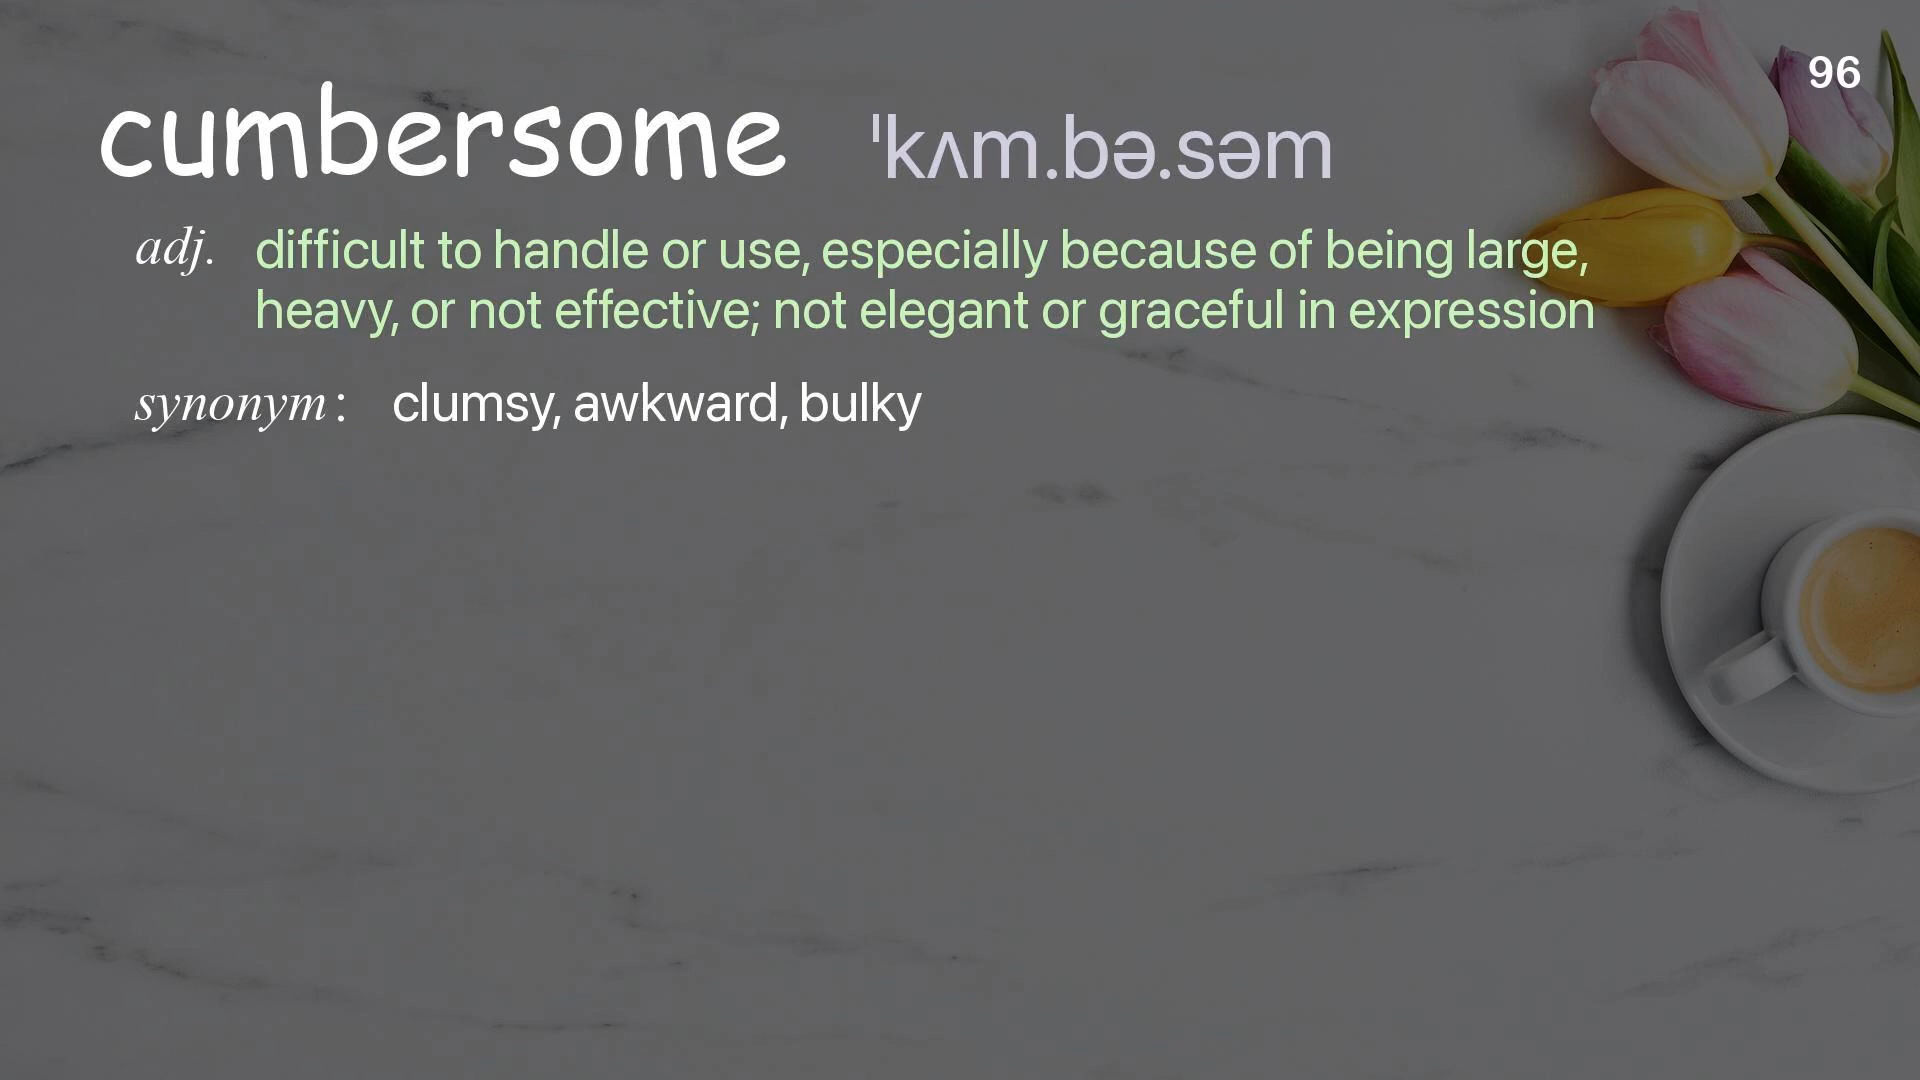 96
cumbersome ˈkʌm.bə.səm
adj. difficult to handle or use, especially because of being large,
heavy, or not effective; not elegant or graceful in expression
synonym : clumsy, awkward, bulky